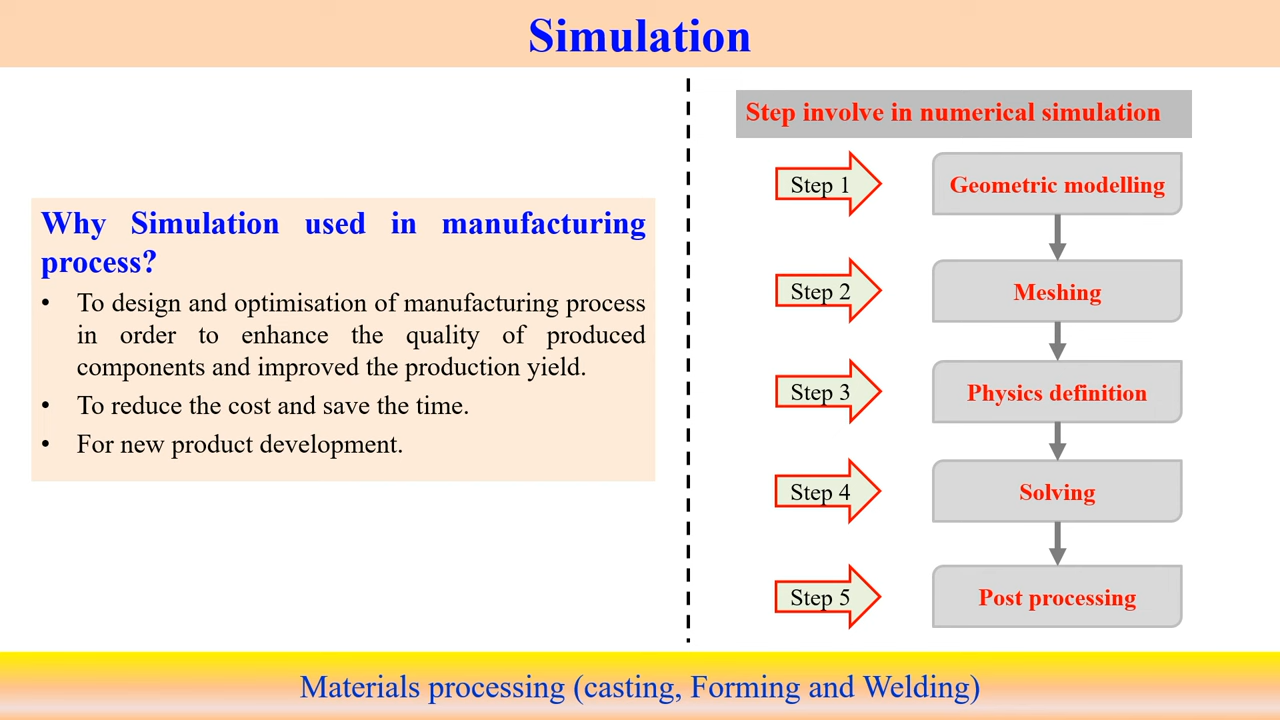 Simulation
Why Simulation used in manufacturing
process?
• To design and optimisation of manufacturing process
in order to enhance the quality of produced
components and improved the production yield.
• To reduce the cost and save the time.
• For new product development.
Step involve in numerical simulation
Step 1
Geometric modelling
Step 2
Meshing
Step 3
Physics definition
Step 4
Solving
Step 5
Post processing
Materials processing (casting, Forming and Welding)